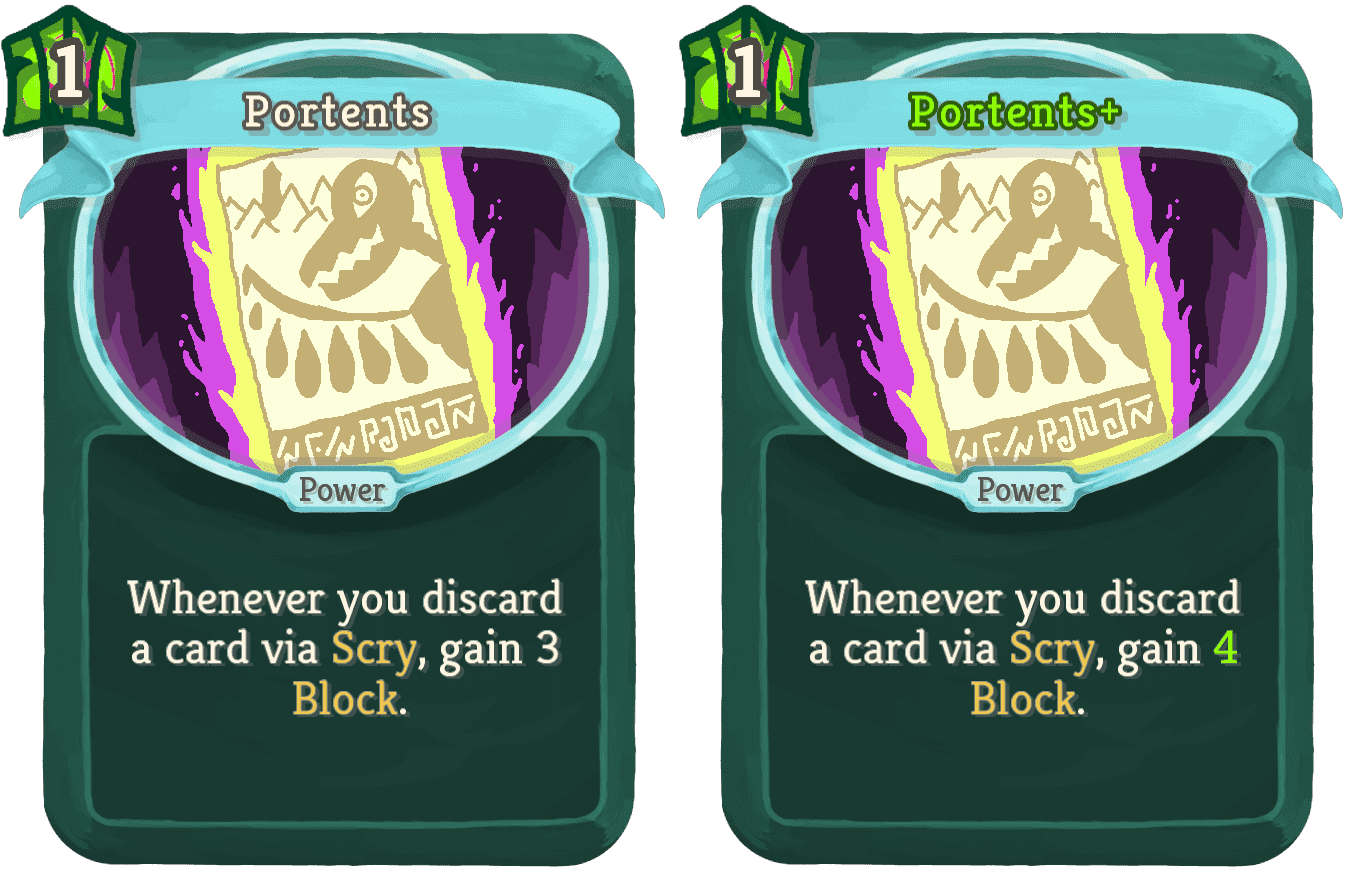 1
Portents
Power
Whenever you discard
a card via Scry, gain 3
Block.
1
Portents+
Power
Whenever you discard
a card via Scry, gain 4
Block.